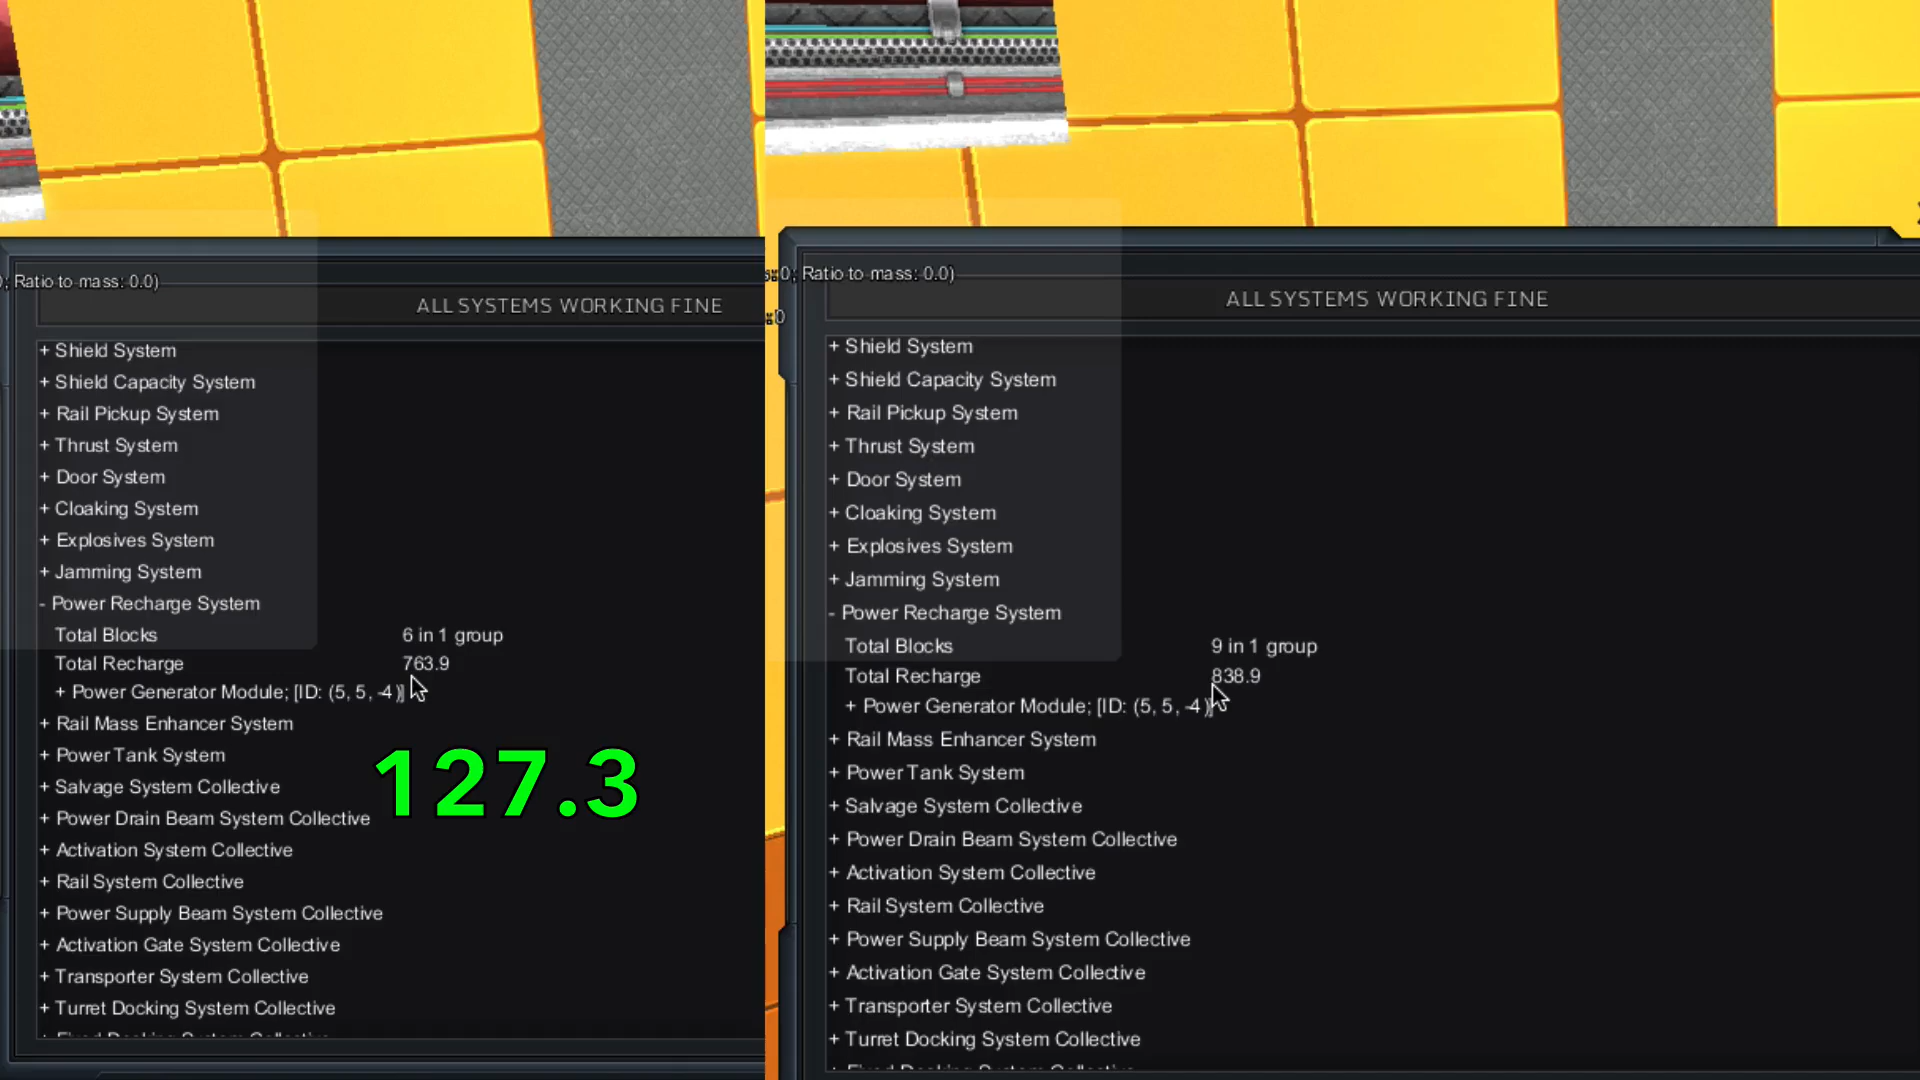 Ratio to mass: 0.0)
ALL SYSTEMS WORKING FINE
+ Shield System
+ Shield Capacity System
+ Rail Pickup System
+ Thrust System
+ Door System
+ Cloaking System
+ Explosives System
+ Jamming System
- Power Recharge System
Total Blocks 6 in 1 group
Total Recharge 763.9
+ Power Generator Module; [ID: (5, 5, -4)]
+ Rail Mass Enhancer System
+ Power Tank System
+ Salvage System Collective
+ Power Drain Beam System Collective
+ Activation System Collective
+ Rail System Collective
+ Power Supply Beam System Collective
+ Activation Gate System Collective
+ Transporter System Collective
+ Turret Docking System Collective
127.3
0; Ratio to mass: 0.0)
ALL SYSTEMS WORKING FINE
+ Shield System
+ Shield Capacity System
+ Rail Pickup System
+ Thrust System
+ Door System
+ Cloaking System
+ Explosives System
+ Jamming System
- Power Recharge System
Total Blocks 9 in 1 group
Total Recharge 838.9
+ Power Generator Module; [ID: (5, 5, -4)]
+ Rail Mass Enhancer System
+ Power Tank System
+ Salvage System Collective
+ Power Drain Beam System Collective
+ Activation System Collective
+ Rail System Collective
+ Power Supply Beam System Collective
+ Activation Gate System Collective
+ Transporter System Collective
+ Turret Docking System Collective